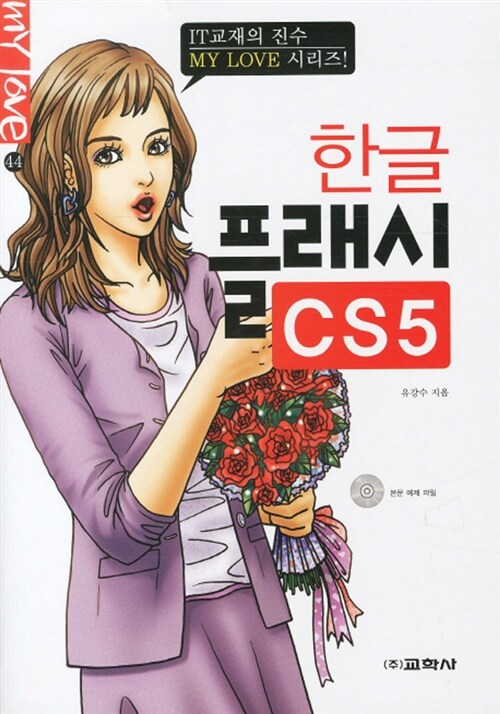 my love
44
IT교재의 진수
MY LOVE 시리즈!
한글
플래시
CS5
유강수 지음
본문 예제 파일
(주)교학사